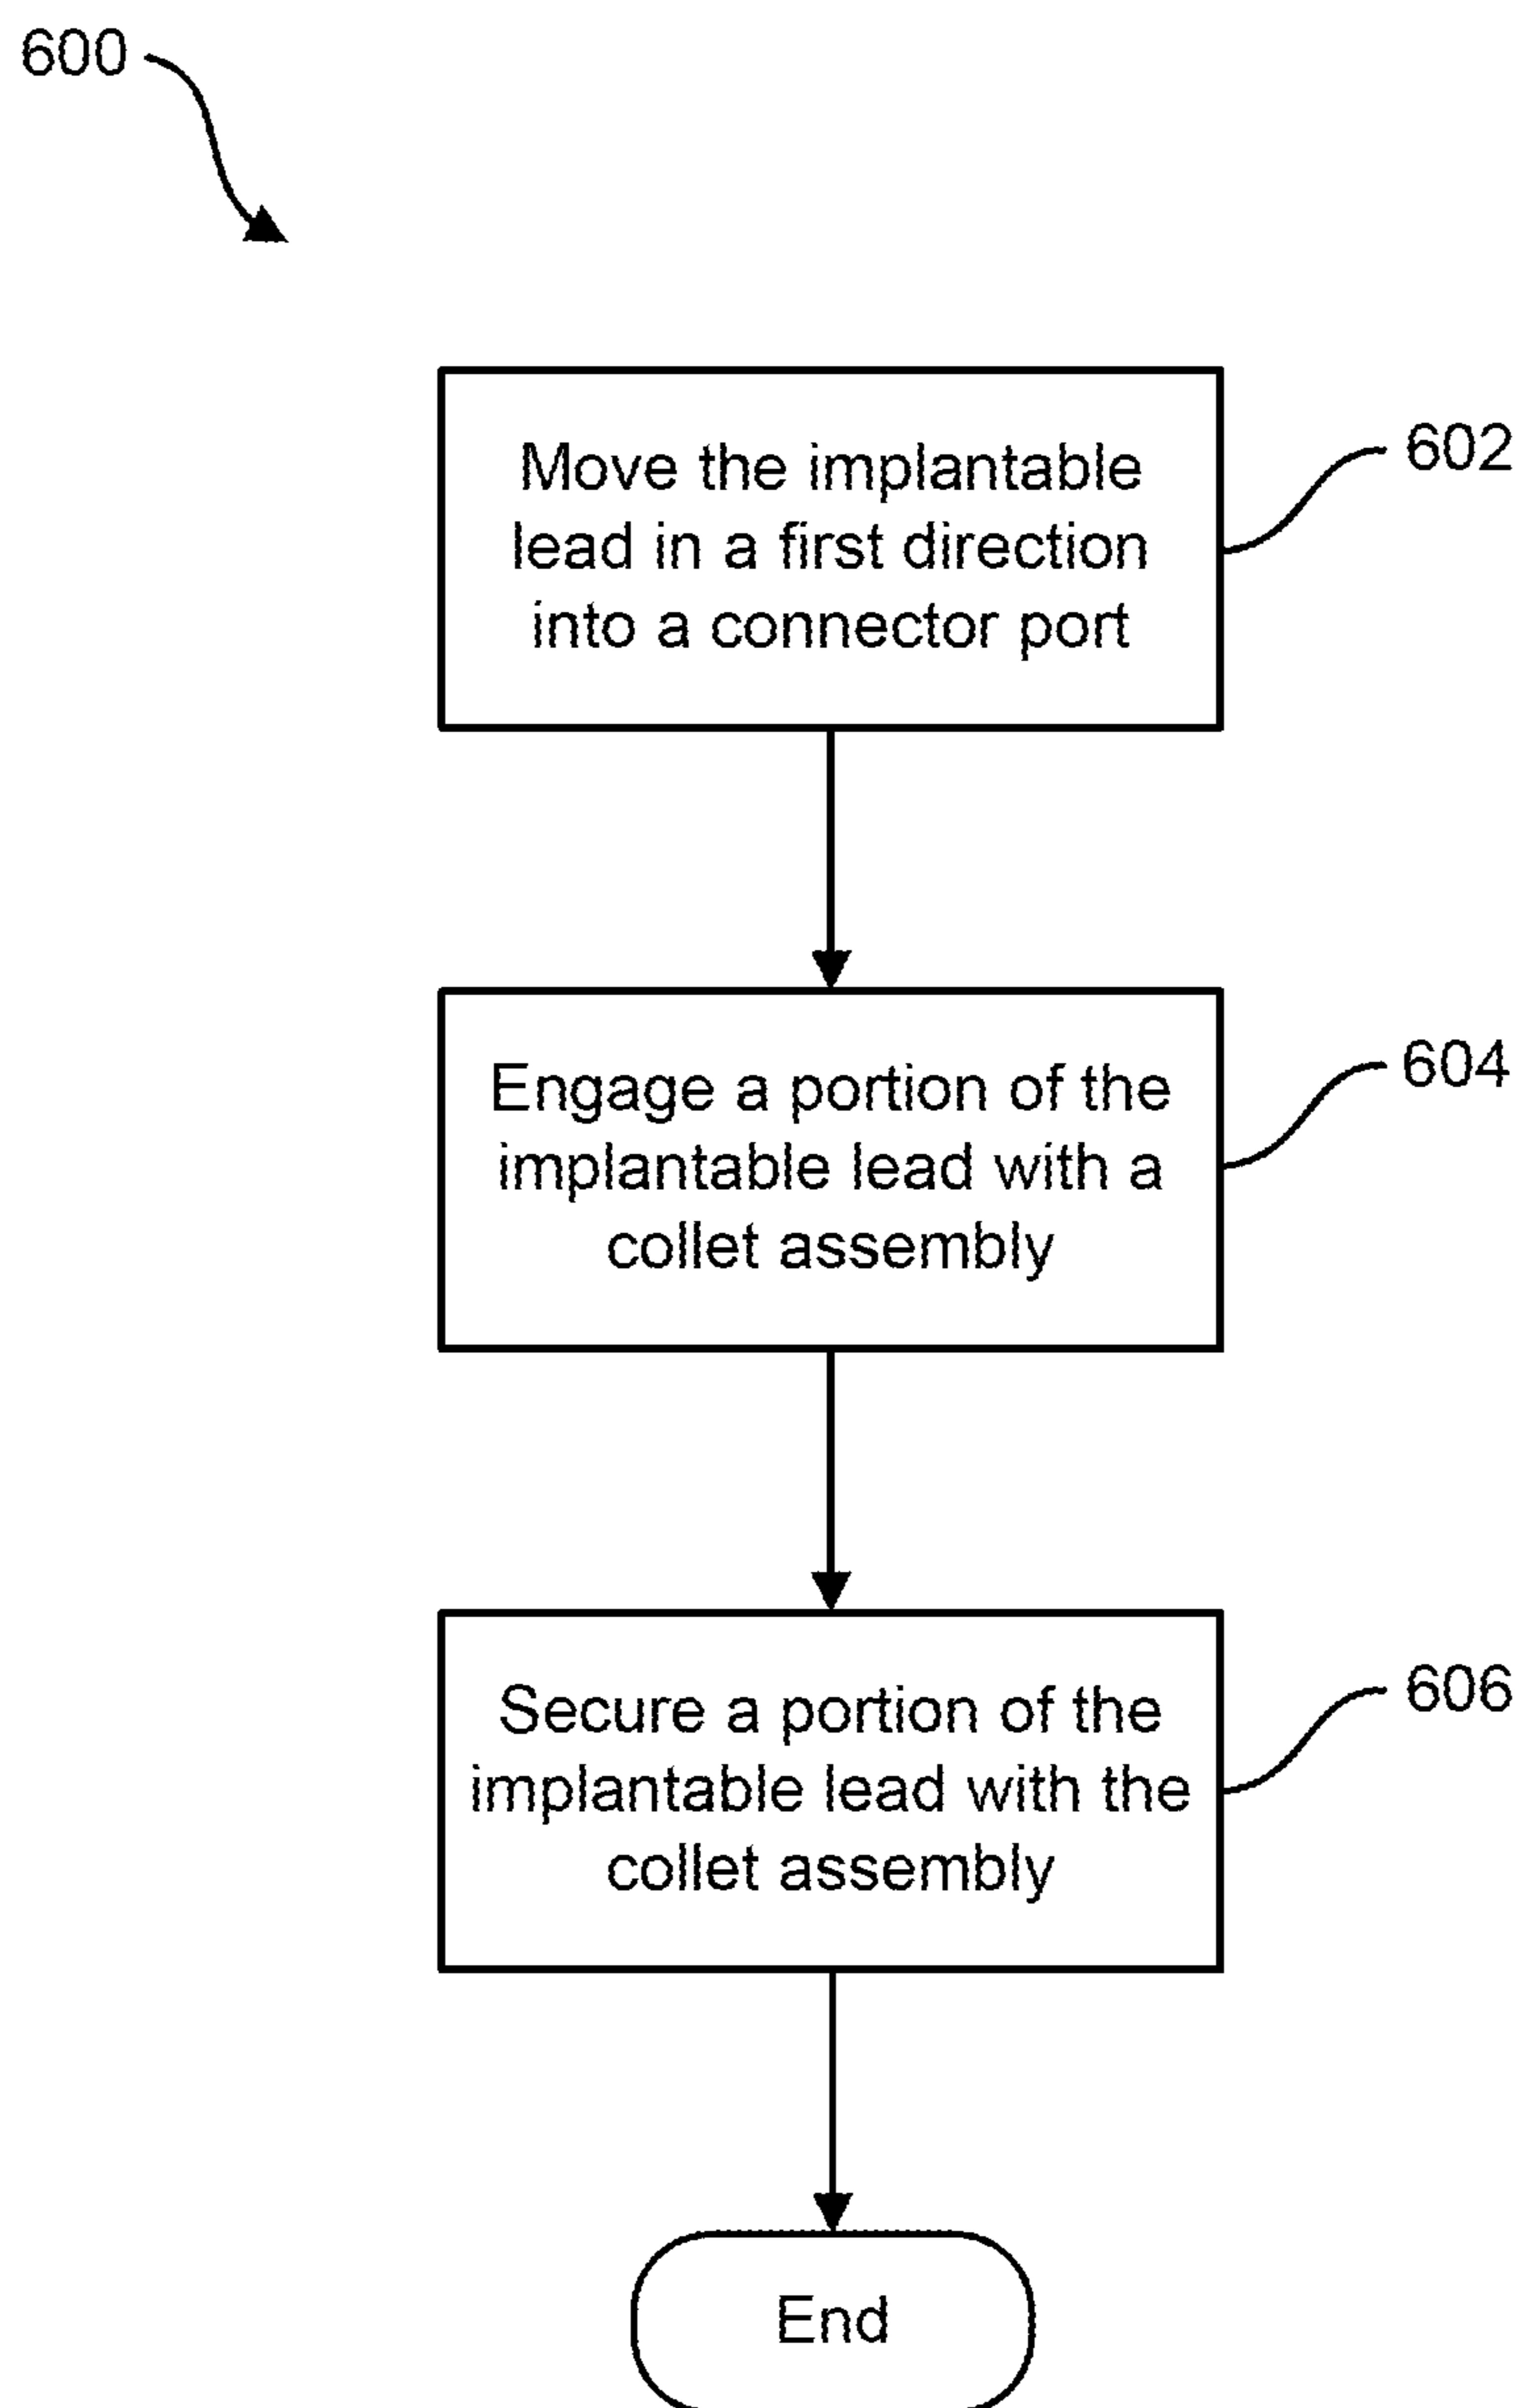 600
Move the implantable
lead in a first direction
into a connector port
602
Engage a portion of the
implantable lead with a
collet assembly
604
Secure a portion of the
implantable lead with the
collet assembly
606
End